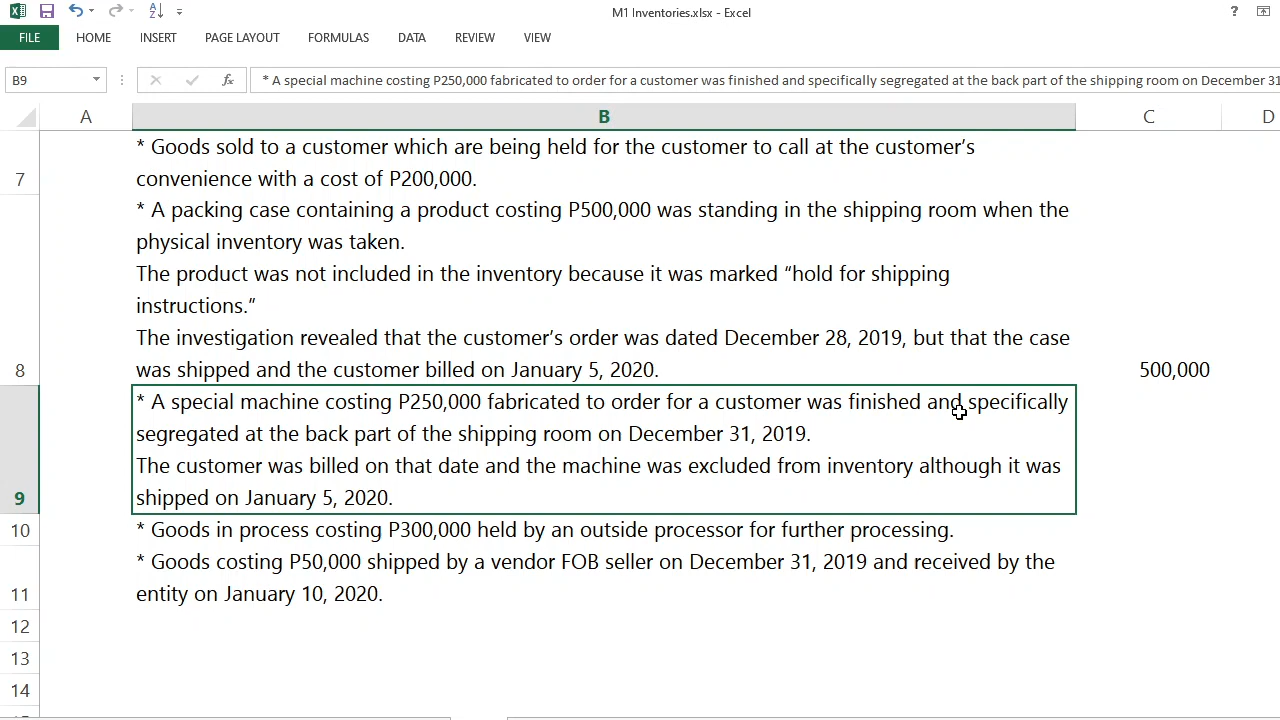 M1 Inventories.xlsx - Excel
?
FILE HOME INSERT PAGE LAYOUT FORMULAS DATA REVIEW VIEW
B9 fx * A special machine costing P250,000 fabricated to order for a customer was finished and specifically segregated at the back part of the shipping room on December 31
A B C D
* Goods sold to a customer which are being held for the customer to call at the customer’s
7 convenience with a cost of P200,000.
* A packing case containing a product costing P500,000 was standing in the shipping room when the
physical inventory was taken.
The product was not included in the inventory because it was marked “hold for shipping
instructions.“
The investigation revealed that the customer’s order was dated December 28, 2019, but that the case
8 was shipped and the customer billed on January 5, 2020. 500,000
* A special machine costing P250,000 fabricated to order for a customer was finished and specifically
segregated at the back part of the shipping room on December 31, 2019.
The customer was billed on that date and the machine was excluded from inventory although it was
9 shipped on January 5, 2020.
10 * Goods in process costing P300,000 held by an outside processor for further processing.
* Goods costing P50,000 shipped by a vendor FOB seller on December 31, 2019 and received by the
11 entity on January 10, 2020.
12
13
14